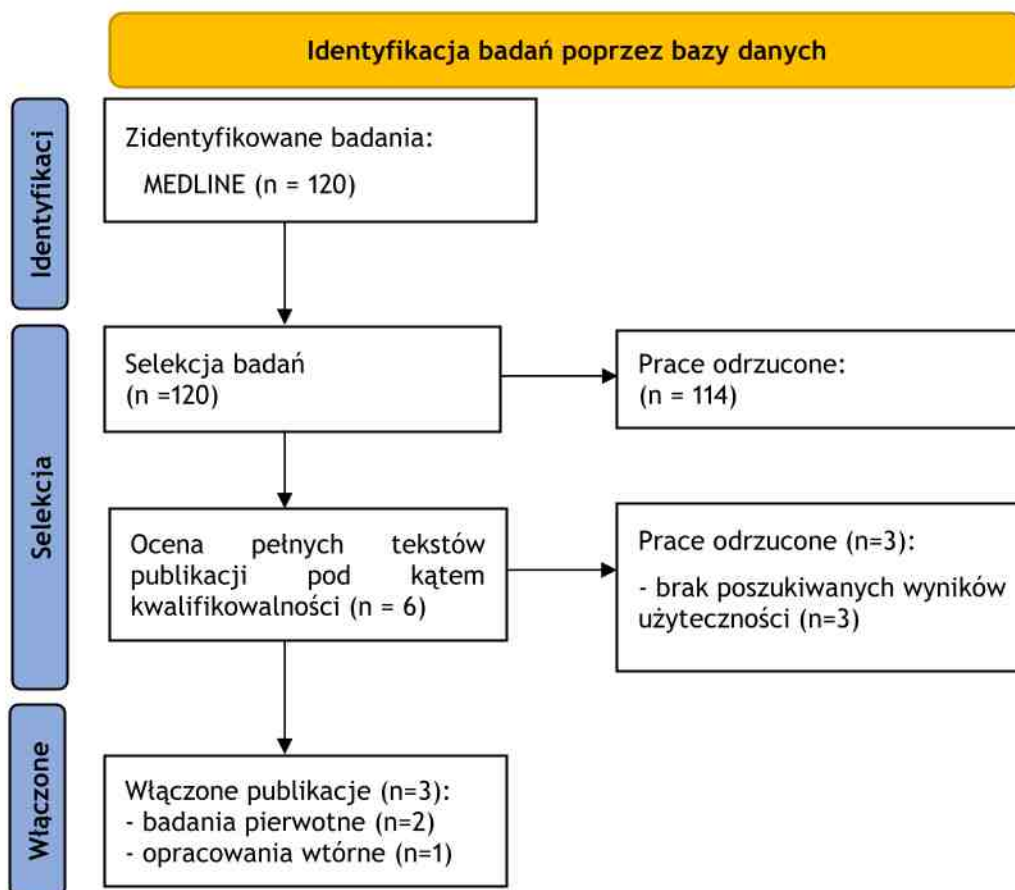 Identyfikacja badań poprzez bazy danych
Identyfikacj
Zidentyfikowane badania:
MEDLINE (n = 120)
Selekcja
Selekcja badań
(n =120)
Prace odrzucone:
(n = 114)
Ocena pełnych tekstów
publikacji pod kątem
kwalifikowalności (n = 6)
Prace odrzucone (n=3):
- brak poszukiwanych wyników
użyteczności (n=3)
Włączone
Włączone publikacje (n=3):
- badania pierwotne (n=2)
- opracowania wtórne (n=1)